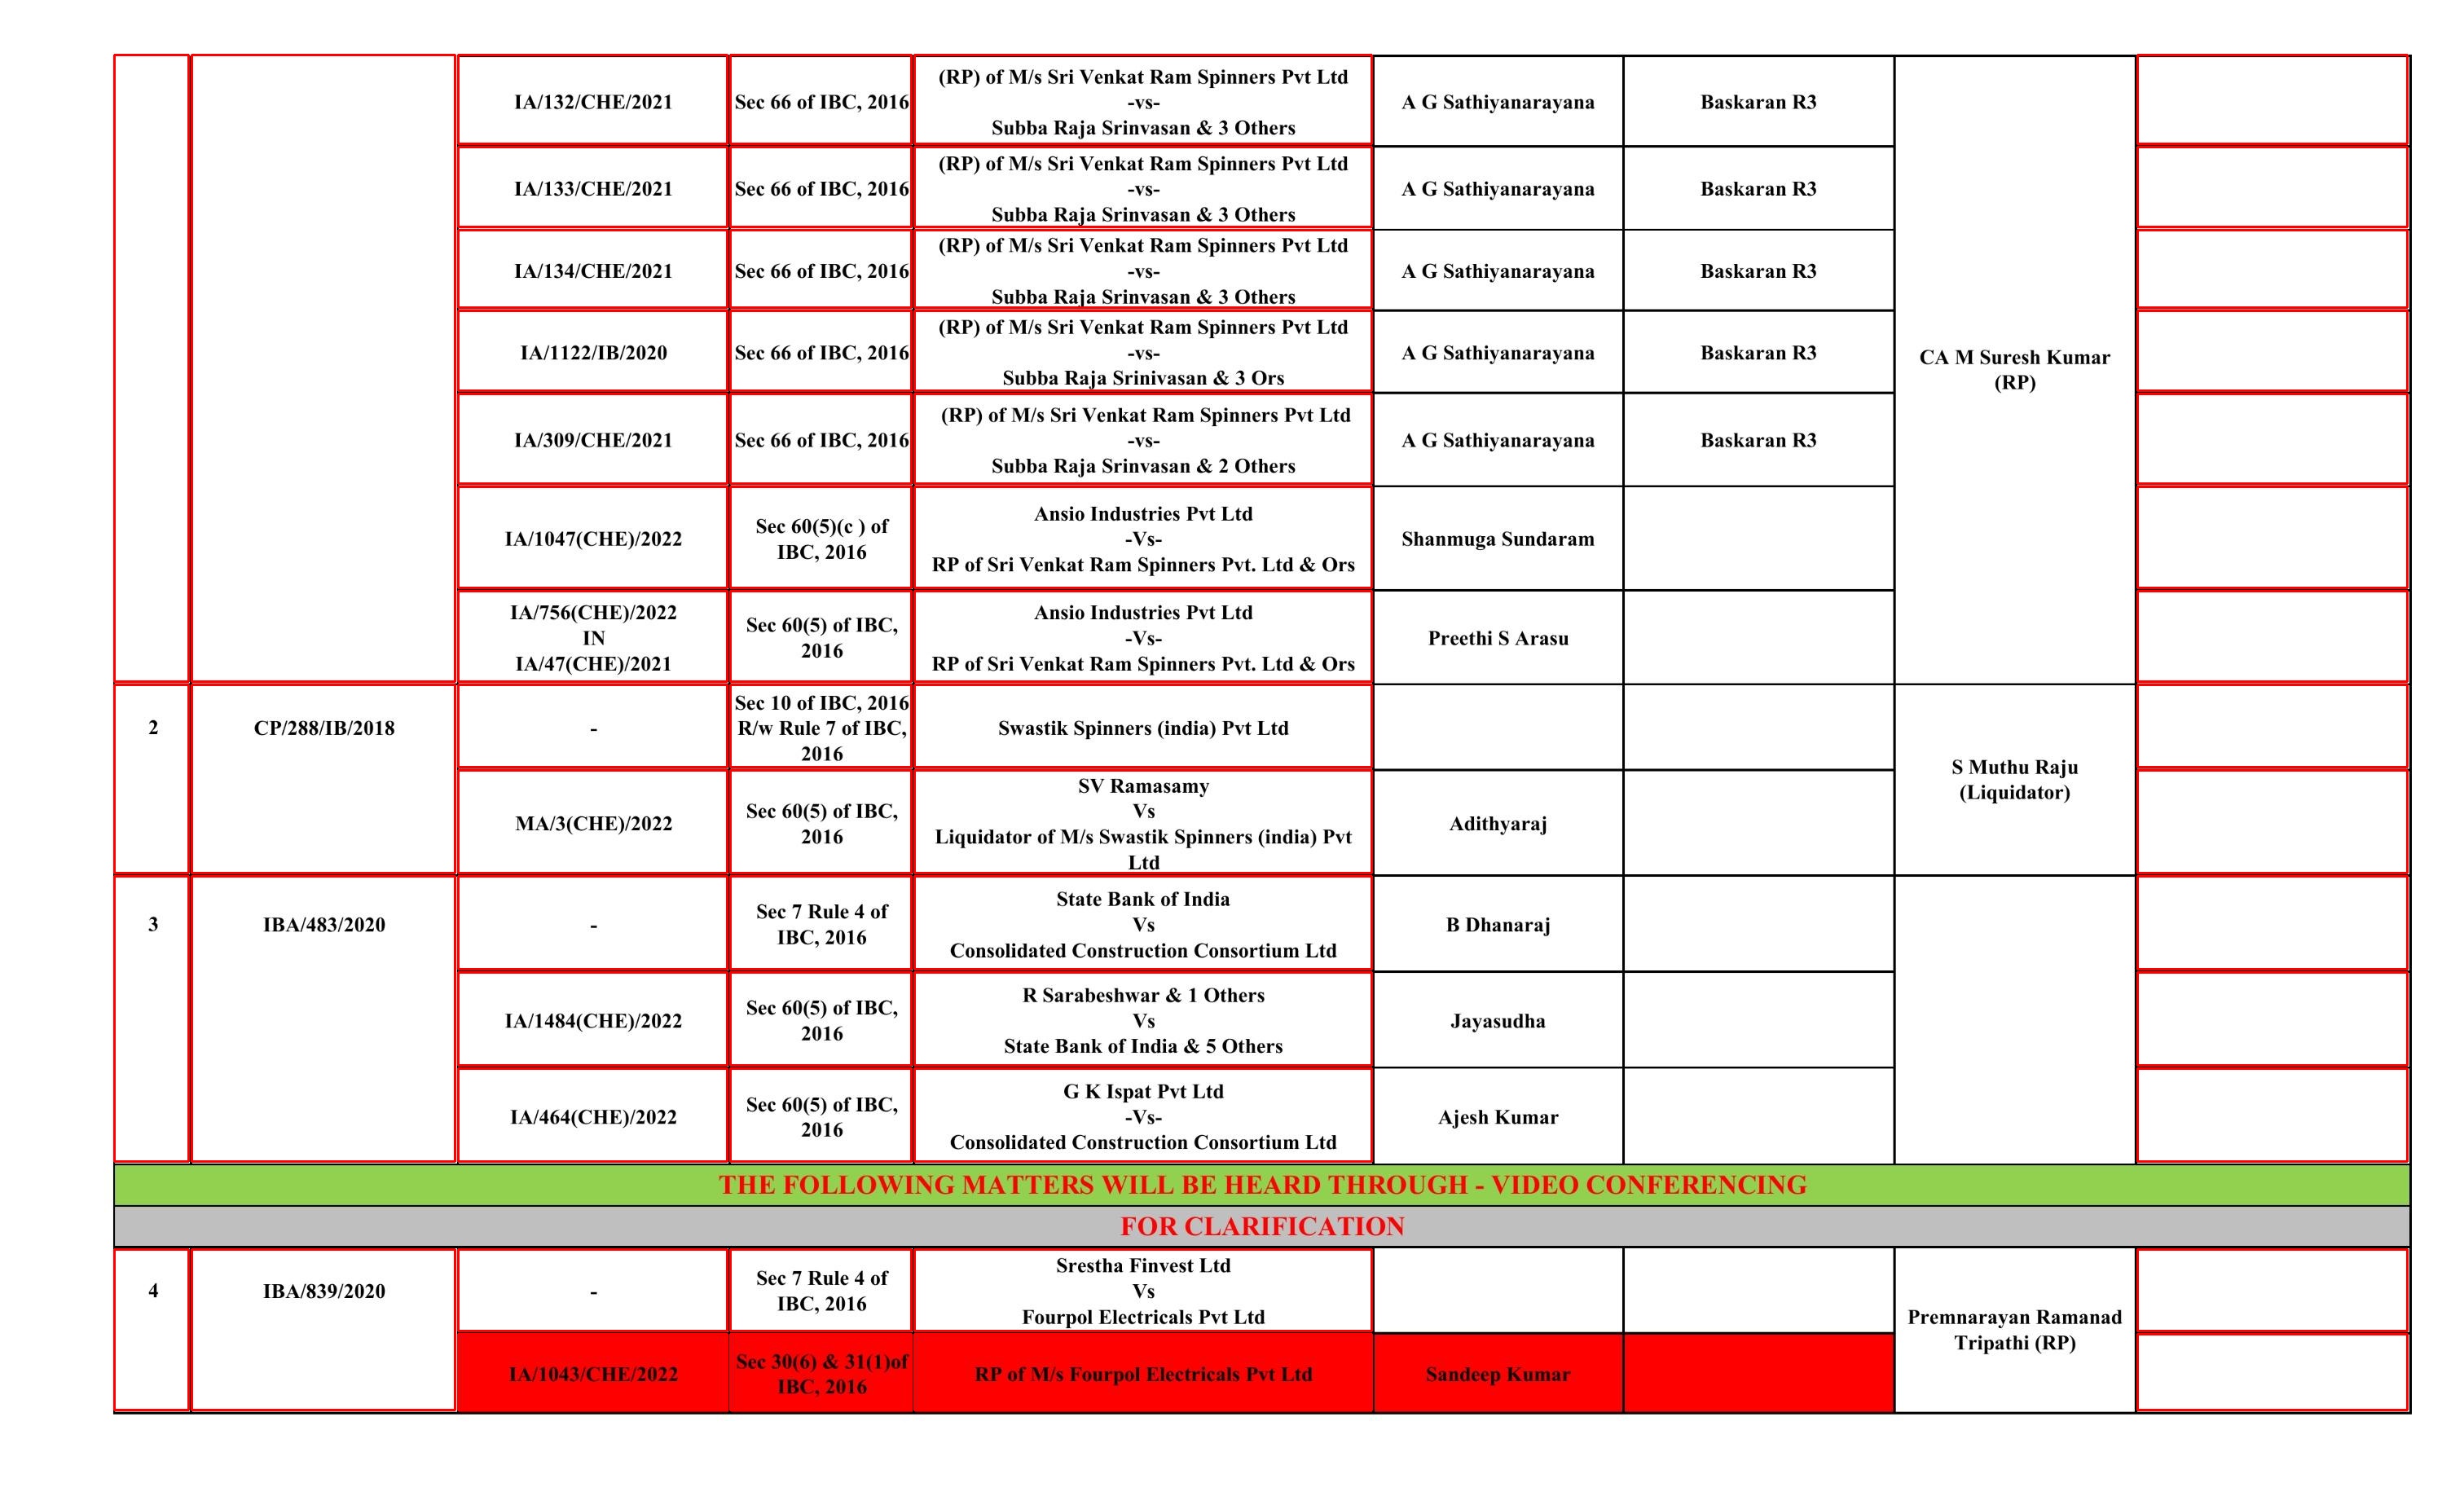 IA/132/CHE/2021
Sec 66 of IBC, 2016
(RP) of M/s Sri Venkat Ram Spinners Pvt Ltd
-vs-
Subba Raja Srinvasan & 3 Others
A G Sathiyanarayana
Baskaran R3
IA/133/CHE/2021
Sec 66 of IBC, 2016
(RP) of M/s Sri Venkat Ram Spinners Pvt Ltd
-vs-
Subba Raja Srinvasan & 3 Others
A G Sathiyanarayana
Baskaran R3
IA/134/CHE/2021
Sec 66 of IBC, 2016
(RP) of M/s Sri Venkat Ram Spinners Pvt Ltd
-vs-
Subba Raja Srinvasan & 3 Others
A G Sathiyanarayana
Baskaran R3
IA/1122/IB/2020
Sec 66 of IBC, 2016
(RP) of M/s Sri Venkat Ram Spinners Pvt Ltd
-vs-
Subba Raja Srinivasan & 3 Ors
A G Sathiyanarayana
Baskaran R3
CA M Suresh Kumar
(RP)
IA/309/CHE/2021
Sec 66 of IBC, 2016
(RP) of M/s Sri Venkat Ram Spinners Pvt Ltd
-vs-
Subba Raja Srinvasan & 2 Others
A G Sathiyanarayana
Baskaran R3
IA/1047(CHE)/2022
Sec 60(5)(c ) of
IBC, 2016
Ansio Industries Pvt Ltd
-Vs-
RP of Sri Venkat Ram Spinners Pvt. Ltd & Ors
Shanmuga Sundaram
IA/756(CHE)/2022
IN
IA/47(CHE)/2021
Sec 60(5) of IBC,
2016
Ansio Industries Pvt Ltd
-Vs-
RP of Sri Venkat Ram Spinners Pvt. Ltd & Ors
Preethi S Arasu
2
CP/288/IB/2018
-
Sec 10 of IBC, 2016
R/w Rule 7 of IBC,
2016
Swastik Spinners (india) Pvt Ltd
S Muthu Raju
(Liquidator)
MA/3(CHE)/2022
Sec 60(5) of IBC,
2016
SV Ramasamy
Vs
Liquidator of M/s Swastik Spinners (india) Pvt
Ltd
Adithyaraj
3
IBA/483/2020
-
Sec 7 Rule 4 of
IBC, 2016
State Bank of India
Vs
Consolidated Construction Consortium Ltd
B Dhanaraj
IA/1484(CHE)/2022
Sec 60(5) of IBC,
2016
R Sarabeshwar & 1 Others
Vs
State Bank of India & 5 Others
Jayasudha
IA/464(CHE)/2022
Sec 60(5) of IBC,
2016
G K Ispat Pvt Ltd
-Vs-
Consolidated Construction Consortium Ltd
Ajesh Kumar
THE FOLLOWING MATTERS WILL BE HEARD THROUGH - VIDEO CONFERENCING
FOR CLARIFICATION
4
IBA/839/2020
-
Sec 7 Rule 4 of
IBC, 2016
Srestha Finvest Ltd
Vs
Fourpol Electricals Pvt Ltd
Premnarayan Ramanad
Tripathi (RP)
IA/1043/CHE/2022
Sec 30(6) & 31(1)of
IBC, 2016
RP of M/s Fourpol Electricals Pvt Ltd
Sandeep Kumar